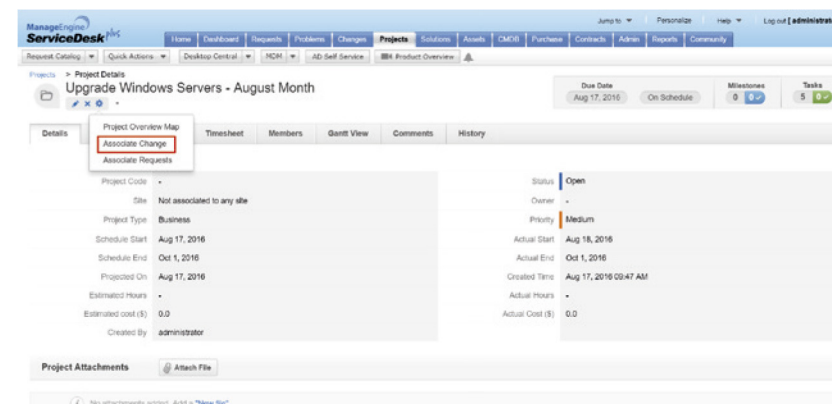 ManageEngine
ServiceDesk Plus
Jump to Personalize Help Log out [ administrat
Home Dashboard Requests Problems Changes Projects Solutions Assets CMDB Purchase Contracts Admin Reports Community
Request Catalog Quick Actions Desktop Central MDM AD Self Service Product Overview
Projects > Project Details
Upgrade Windows Servers - August Month
Due Date
Aug 17, 2016 On Schedule
Milestones
0 0
Tasks
5 0
Project Overview Map
Associate Change
Associate Requests
Details Timesheet Members Gantt View Comments History
Project Code - Status Open
Site Not associated to any site Owner -
Project Type Business Priority Medium
Schedule Start Aug 17, 2016 Actual Start Aug 18, 2016
Schedule End Oct 1, 2016 Actual End Oct 1, 2016
Projected On Aug 17, 2016 Created Time Aug 17, 2016 09:47 AM
Estimated Hours - Actual Hours -
Estimated cost ($) 0.0 Actual Cost ($) 0.0
Created By administrator
Project Attachments Attach File
No attachments added. Add a